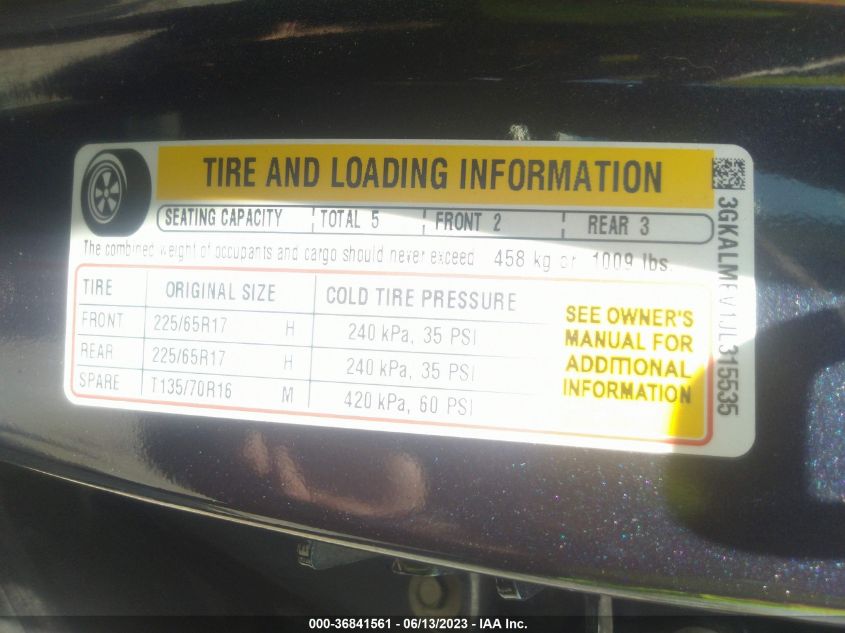 TIRE AND LOADING INFORMATION
SEATING CAPACITY TOTAL 5 FRONT 2 REAR 3
The combined weight of occupants and cargo should never exceed 458 kg or 1009 lbs.
TIRE ORIGINAL SIZE COLD TIRE PRESSURE
FRONT 225/65R17 H 240 kPa, 35 PSI
REAR 225/65R17 H 240 kPa, 35 PSI
SPARE T135/70R16 M 420 kPa, 60 PSI
SEE OWNER'S
MANUAL FOR
ADDITIONAL
INFORMATION
3GKALMEV1JL315535
000-36841561 - 06/13/2023 - IAA Inc.